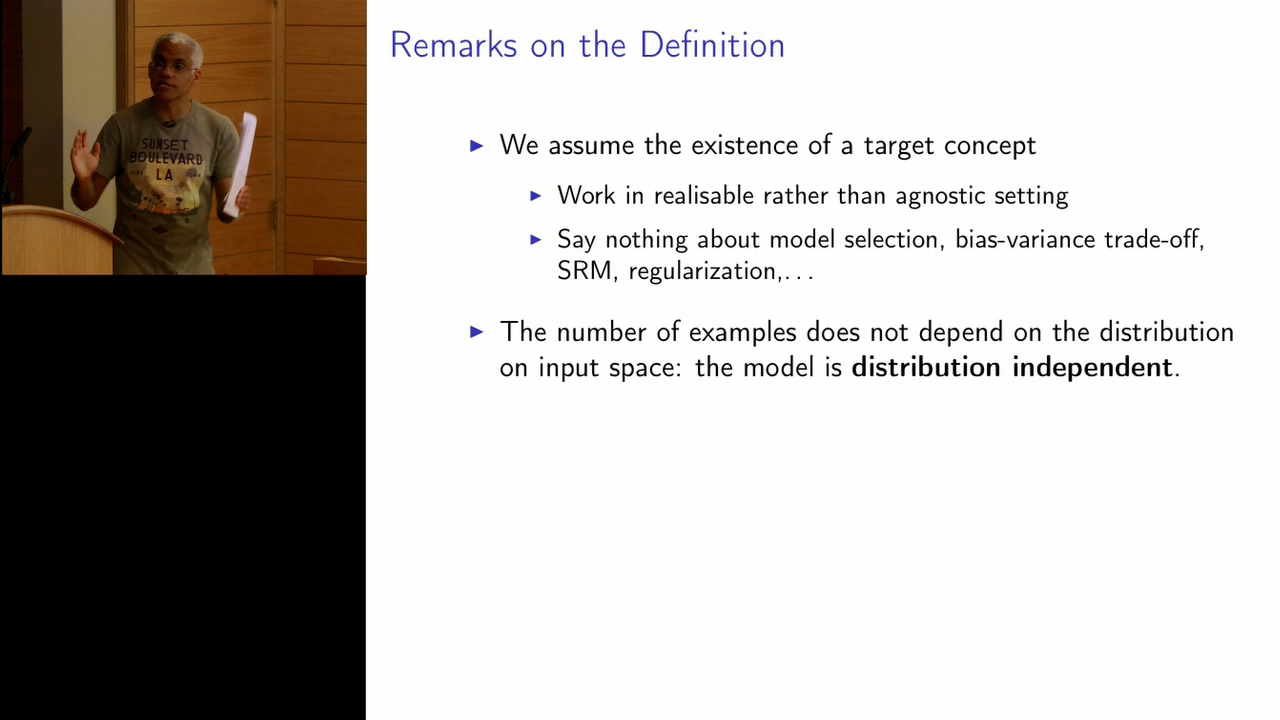 SUNSET
BOULEVARD
LA
Remarks on the Definition
We assume the existence of a target concept
Work in realisable rather than agnostic setting
Say nothing about model selection, bias-variance trade-off,
SRM, regularization,...
The number of examples does not depend on the distribution
on input space: the model is distribution independent.